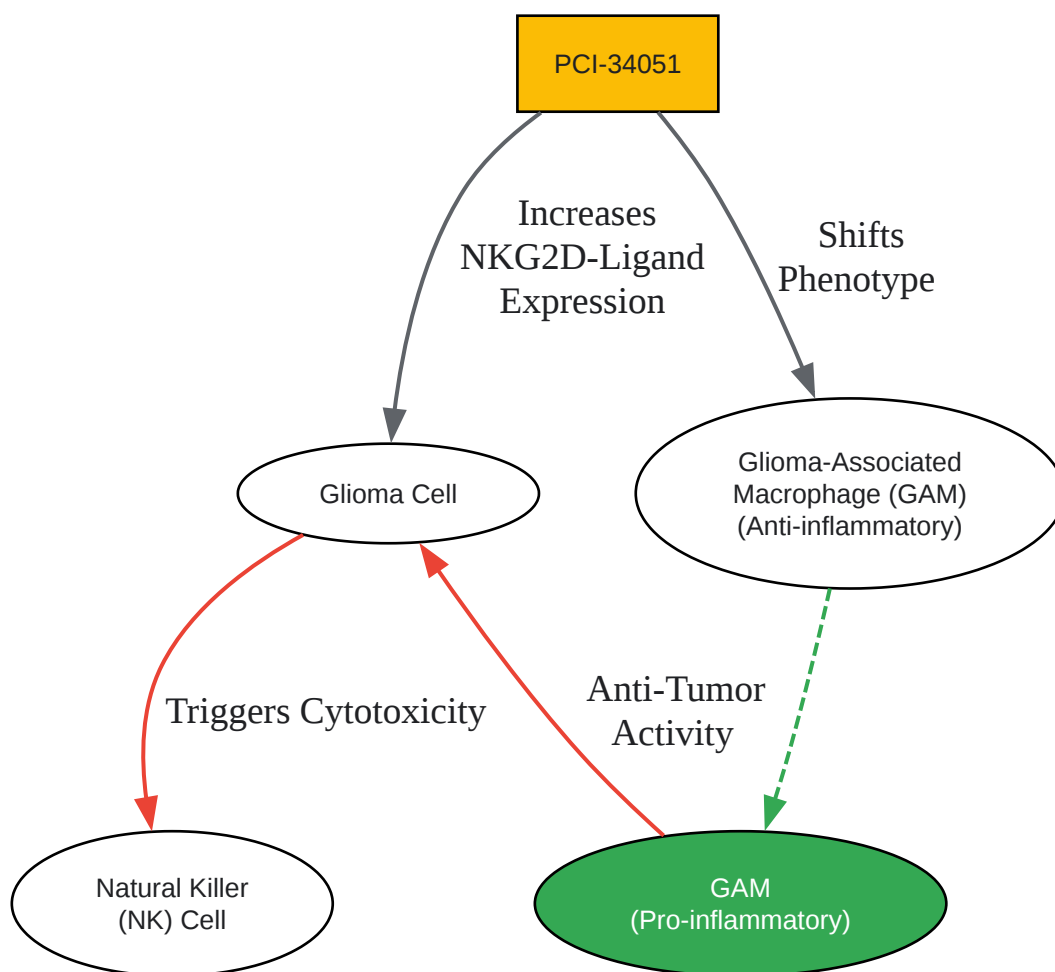 PCI-34051
Increases
NKG2D-Ligand
Expression
Shifts
Phenotype
Glioma Cell
Glioma-Associated
Macrophage (GAM)
(Anti-inflammatory)
Triggers Cytotoxicity
Anti-Tumor
Activity
Natural Killer
(NK) Cell
GAM
(Pro-inflammatory)